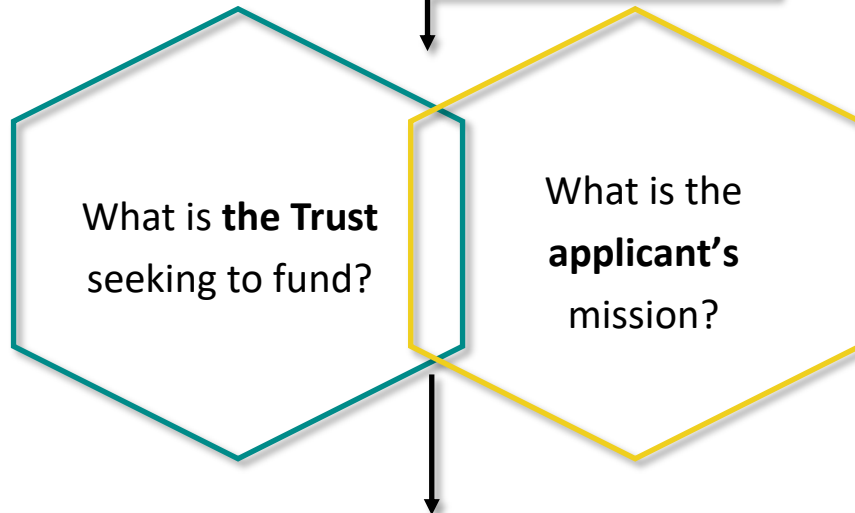 What is the Trust
seeking to fund?
What is the
applicant’s
mission?